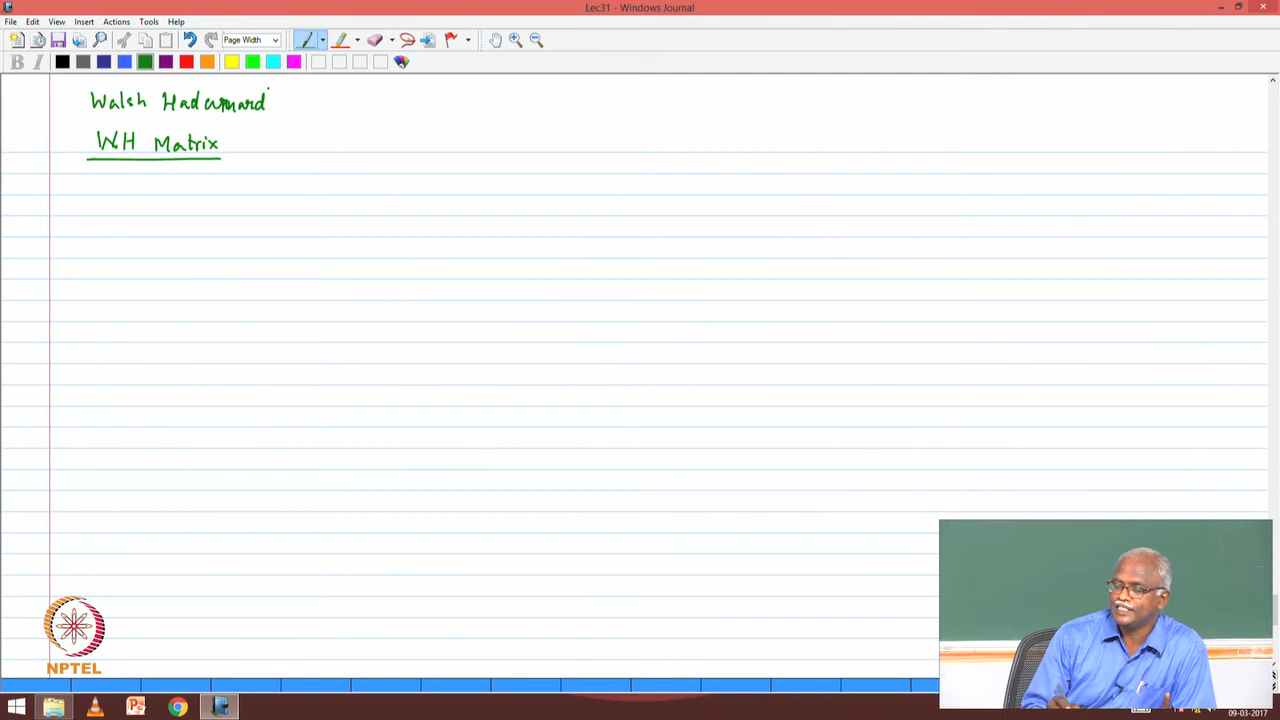 Lec31 - Windows Journal
File Edit View Insert Actions Tools Help
Page Width
B I
Walsh Hadamard
WH Matrix
NPTEL
09-03-2017